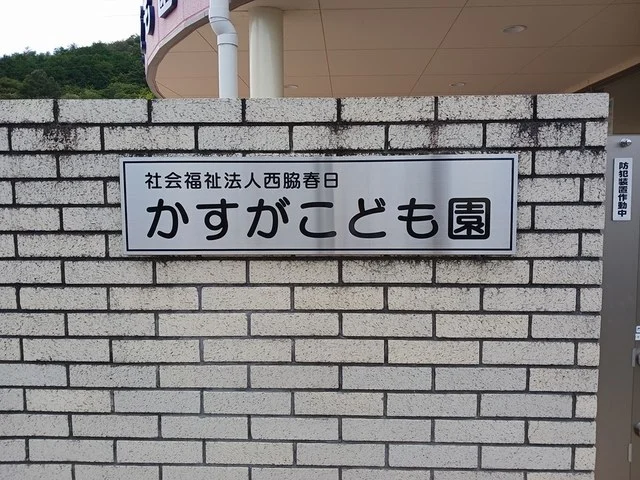 社会福祉法人西脇春日
かすがこども園
防犯装置作動中